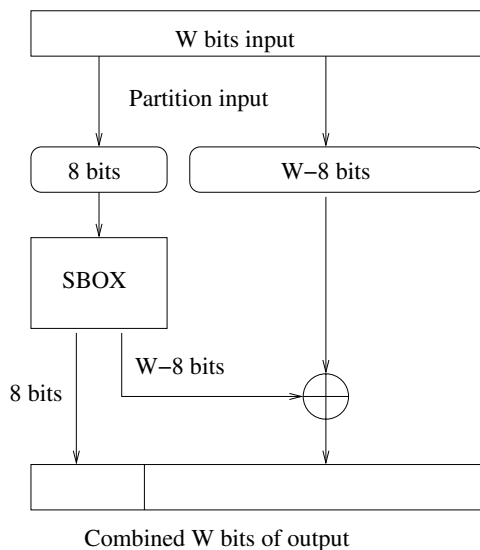 W bits input
Partition input
8 bits
W−8 bits
SBOX
W−8 bits
8 bits
Combined W bits of output